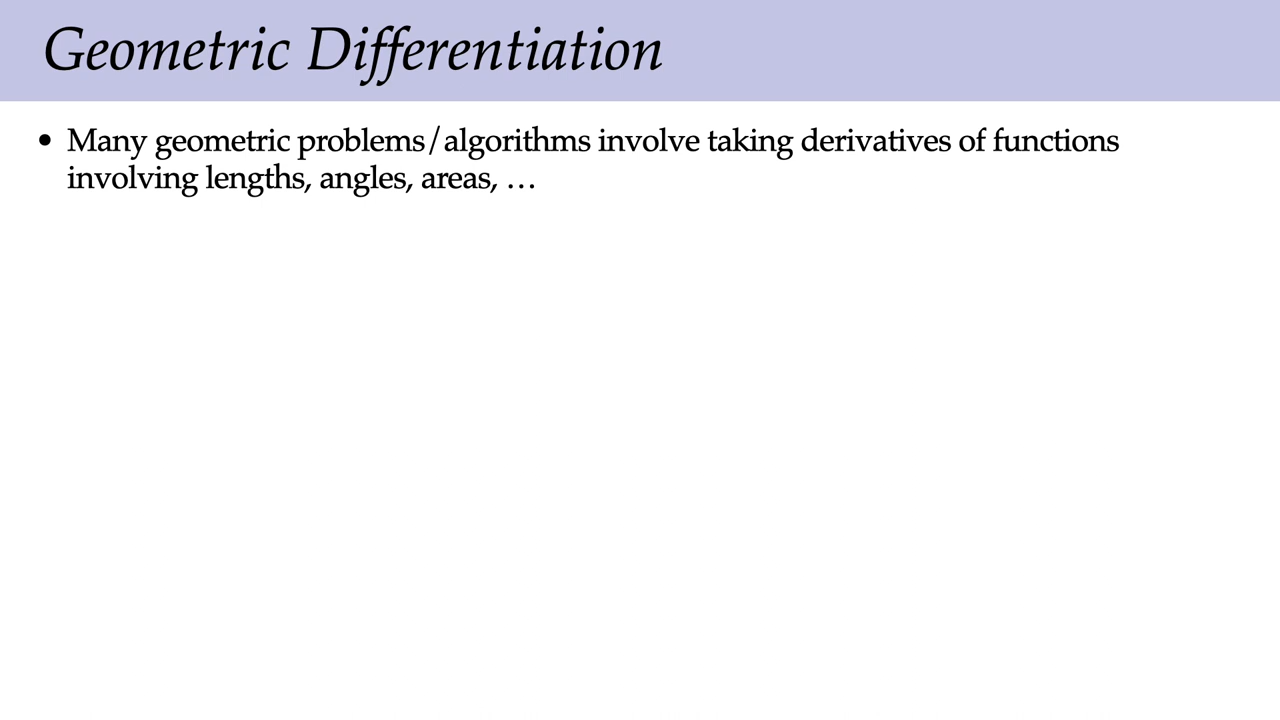 Geometric Differentiation
• Many geometric problems/algorithms involve taking derivatives of functions
involving lengths, angles, areas, …